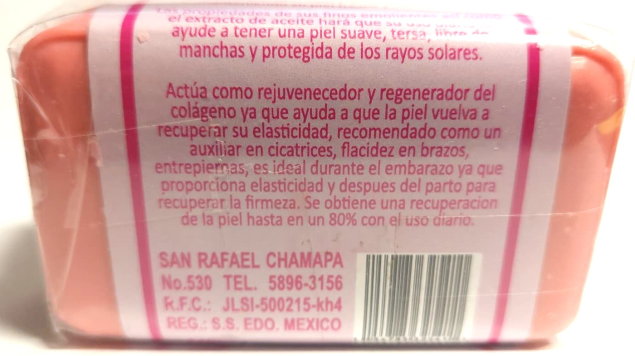 el extracto de aceite hará que su uso diario
ayude a tener una piel suave, tersa, libre de
manchas y protegida de los rayos solares.
Actúa como rejuvenecedor y regenerador del
colágeno ya que ayuda a que la piel vuelva a
recuperar su elasticidad, recomendado como un
auxiliar en cicatrices, flacidez en brazos,
entrepiernas, es ideal durante el embarazo ya que
proporciona elasticidad y despues del parto para
recuperar la firmeza. Se obtiene una recuperacion
de la piel hasta en un 80% con el uso diario.
SAN RAFAEL CHAMAPA
No.530 TEL. 5896-3156
R.F.C.: JLSI-500215-kh4
REG.: S.S. EDO. MEXICO